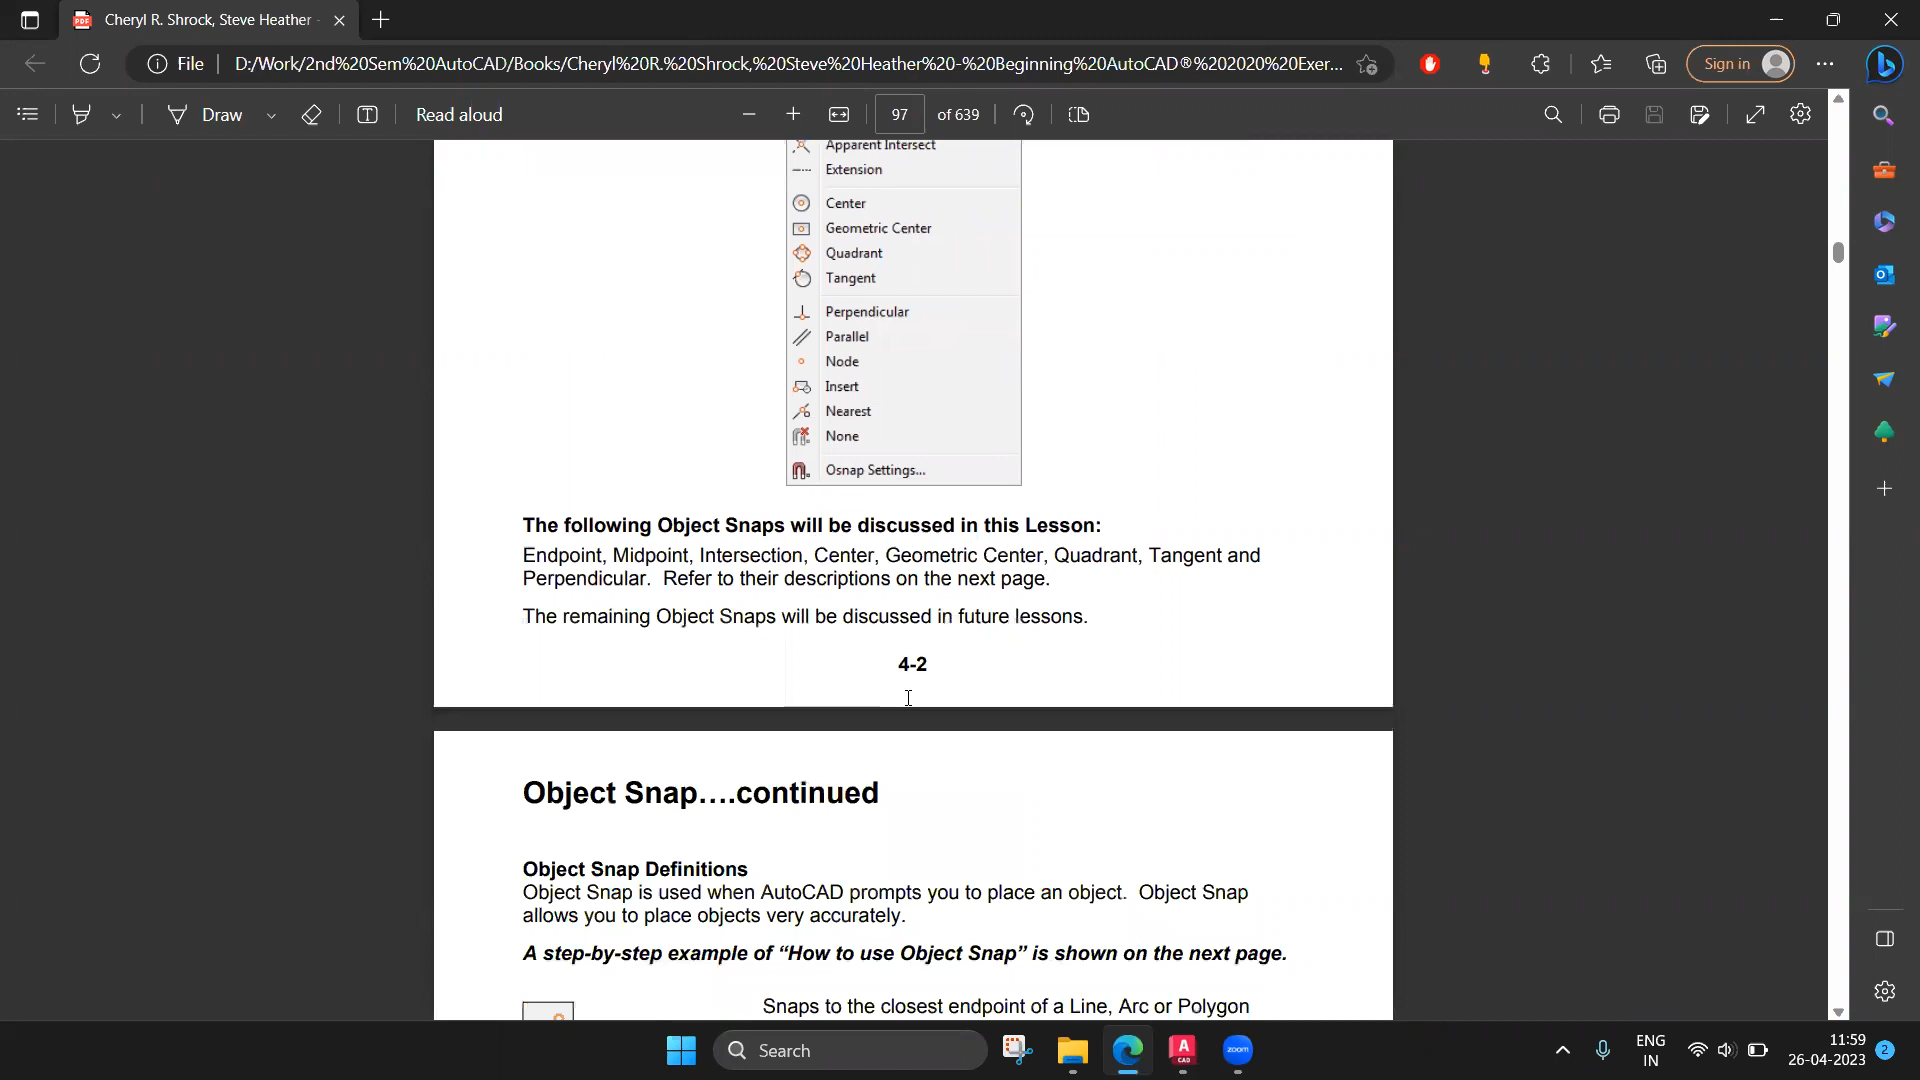 Cheryl R. Shrock, Steve Heather
File
D:/Work/2nd%20Sem%20AutoCAD/Books/Cheryl%20R.%20Shrock,%20Steve%20Heather%20-%20Beginning%20AutoCAD®%202020%20Exer...
Sign in
Draw
Read aloud
97 of 639
Apparent Intersect
Extension
Center
Geometric Center
Quadrant
Tangent
Perpendicular
Parallel
Node
Insert
Nearest
None
Osnap Settings...
The following Object Snaps will be discussed in this Lesson:
Endpoint, Midpoint, Intersection, Center, Geometric Center, Quadrant, Tangent and
Perpendicular. Refer to their descriptions on the next page.
The remaining Object Snaps will be discussed in future lessons.
4-2
Object Snap….continued
Object Snap Definitions
Object Snap is used when AutoCAD prompts you to place an object. Object Snap
allows you to place objects very accurately.
A step-by-step example of “How to use Object Snap” is shown on the next page.
Snaps to the closest endpoint of a Line, Arc or Polygon
Search
A
CAD
zoom
ENG
IN
11:59
26-04-2023
2